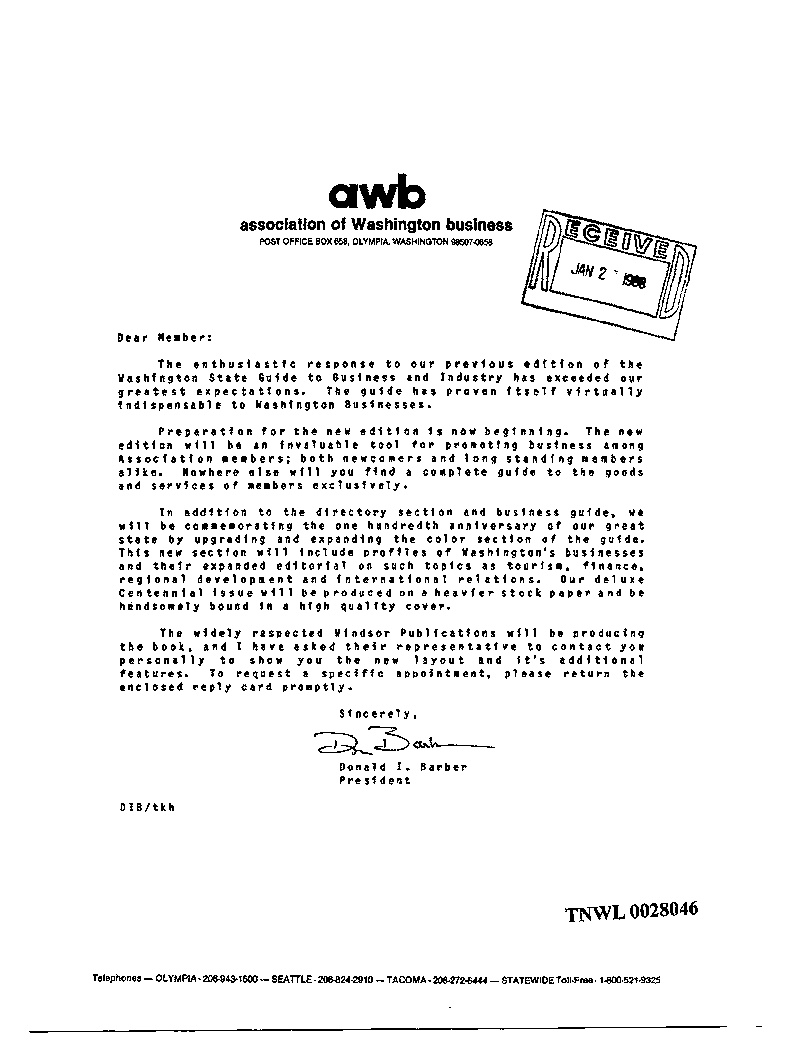 awb
association of Washington business
POST OFFICE BOX 658, OLYMPIA, WASHINGTON 98507-0658
RECEIVED
JAN 2 1988
Dear Member:
The enthusiastic response to our previous edition of the
Washington State Guide to Business and Industry has exceeded our
greatest expectations. The guide has proven itself virtually
indispensable to Washington Businesses.
Preparation for the new edition is now beginning. The new
edition will be an invaluable tool for promoting business among
Association members; both newcomers and long standing members
alike. Nowhere else will you find a complete guide to the goods
and services of members exclusively.
In addition to the directory section and business guide, we
will be commemorating the one hundredth anniversary of our great
state by upgrading and expanding the color section of the guide.
This new section will include profiles of Washington's businesses
and their expanded editorial on such topics as tourism, finance,
regional development and international relations. Our deluxe
Centennial issue will be produced on a heavier stock paper and be
handsomely bound in a high quality cover.
The widely respected Windsor Publications will be producing
the book, and I have asked their representative to contact you
personally to show you the new layout and it's additional
features. To request a specific appointment, please return the
enclosed reply card promptly.
Sincerely,
Donald I. Barber
President
DIB/tkh
TNWL 0028046
Telephones — OLYMPIA - 206-943-1600 — SEATTLE - 206-824-2910 — TACOMA - 206-272-6444 — STATEWIDE Toll-Free - 1-800-521-9325